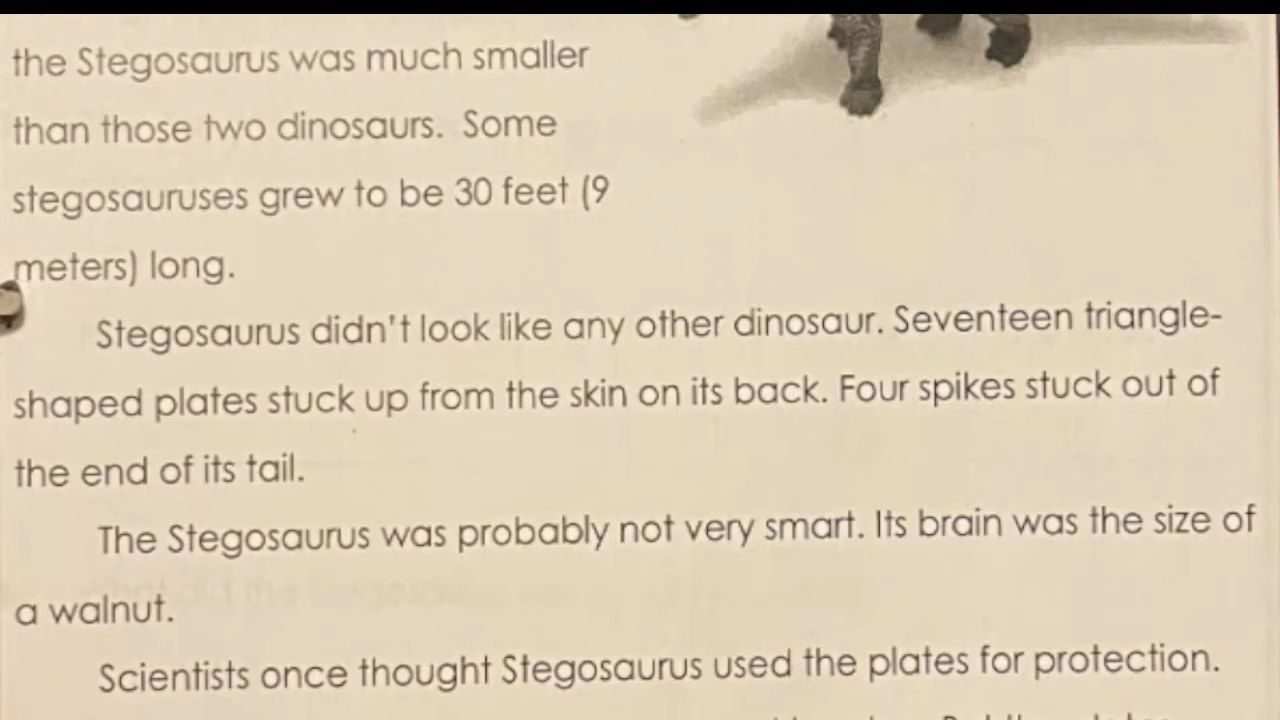 the Stegosaurus was much smaller
than those two dinosaurs. Some
stegosauruses grew to be 30 feet (9
meters) long.
Stegosaurus didn't look like any other dinosaur. Seventeen triangle-
shaped plates stuck up from the skin on its back. Four spikes stuck out of
the end of its tail.
The Stegosaurus was probably not very smart. Its brain was the size of
a walnut.
Scientists once thought Stegosaurus used the plates for protection.